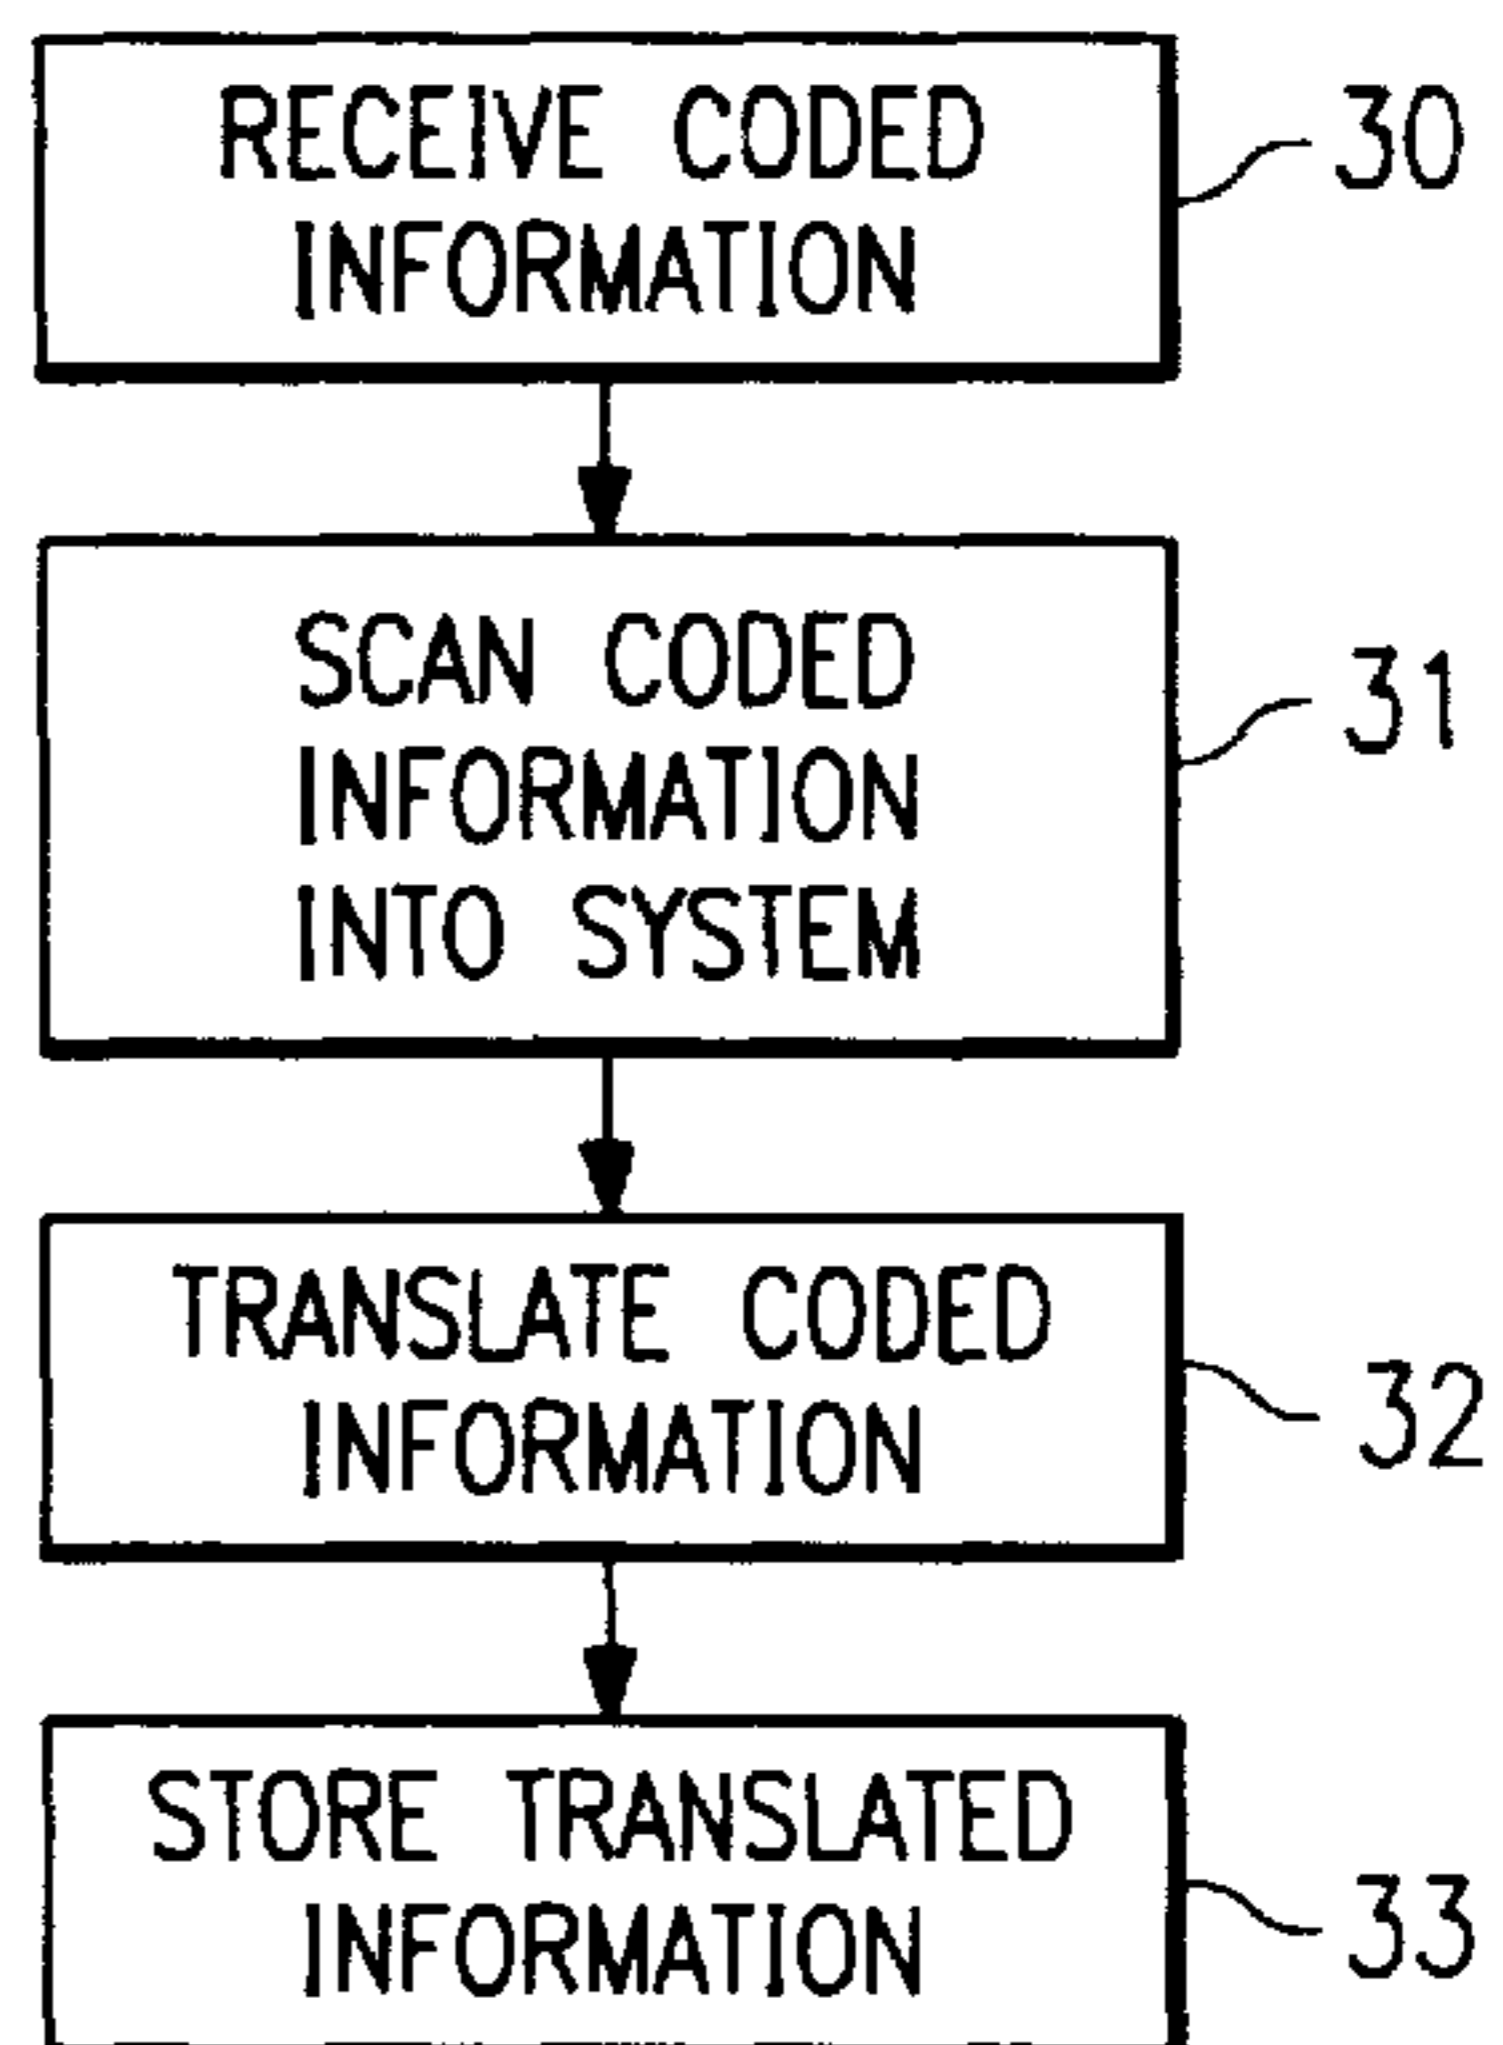 RECEIVE CODED
INFORMATION
30
SCAN CODED
INFORMATION
INTO SYSTEM
31
TRANSLATE CODED
INFORMATION
32
STORE TRANSLATED
INFORMATION
33